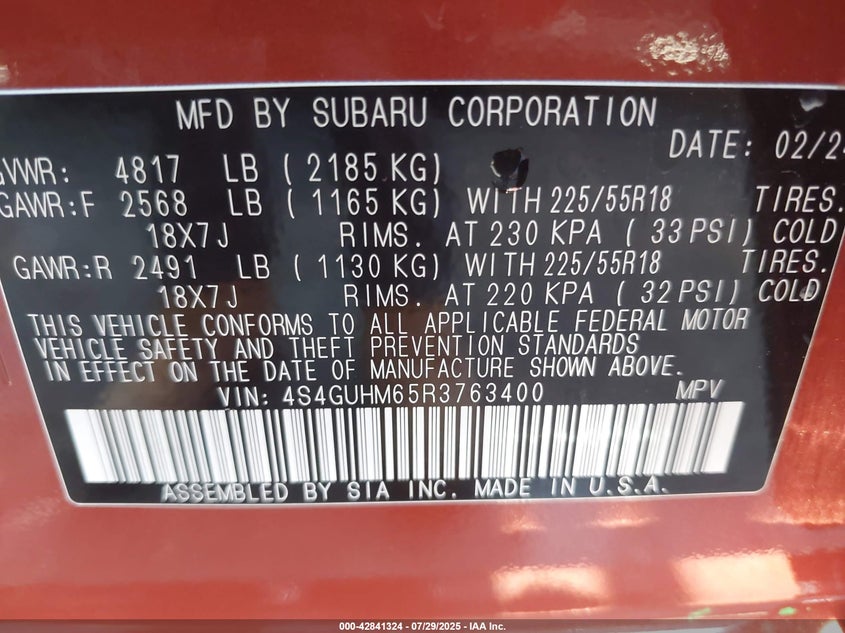 MFD BY SUBARU CORPORATION
DATE: 02/24
GVWR: 4817 LB ( 2185 KG)
GAWR:F 2568 LB ( 1165 KG) WITH 225/55R18 TIRES.
18X7J RIMS. AT 230 KPA ( 33 PSI) COLD
GAWR:R 2491 LB ( 1130 KG) WITH 225/55R18 TIRES.
18X7J RIMS. AT 220 KPA ( 32 PSI) COLD
THIS VEHICLE CONFORMS TO ALL APPLICABLE FEDERAL MOTOR
VEHICLE SAFETY AND THEFT PREVENTION STANDARDS
IN EFFECT ON THE DATE OF MANUFACTURE SHOWN ABOVE.
VIN: 4S4GUHM65R3763400 MPV
ASSEMBLED BY SIA INC. MADE IN U.S.A.
000-42841324 | 07/29/2025 - IAA Inc.